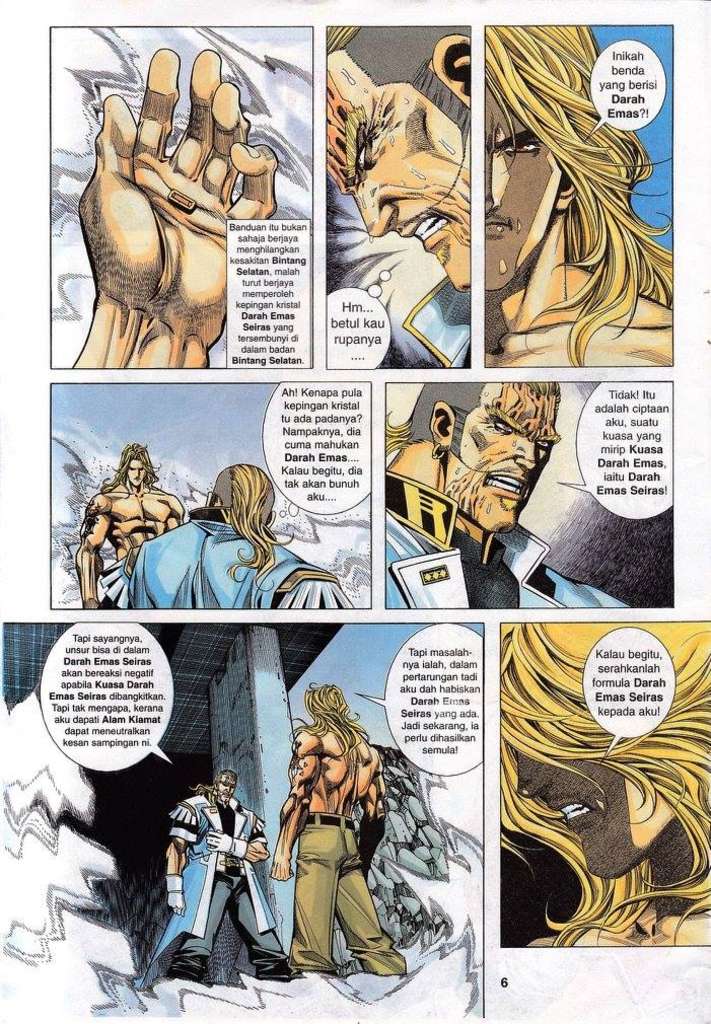 Banduan itu bukan
sahaja berjaya
menghilangkan
kesakitan Bintang
Selatan, malah
turut berjaya
memperoleh
kepingan kristal
Darah Emas
Seiras yang
tersembunyi di
dalam badan
Bintang Selatan.
Hm...
betul kau
rupanya
....
Inikah
benda
yang berisi
Darah
Emas?!
Ah! Kenapa pula
kepingan kristal
tu ada padanya?
Nampaknya, dia
cuma mahukan
Darah Emas....
Kalau begitu, dia
tak akan bunuh
aku....
Tidak! Itu
adalah ciptaan
aku, suatu
kuasa yang
mirip Kuasa
Darah Emas,
iaitu Darah
Emas Seiras!
Tapi sayangnya,
unsur bisa di dalam
Darah Emas Seiras
akan bereaksi negatif
apabila Kuasa Darah
Emas Seiras dibangkitkan.
Tapi tak mengapa, kerana
aku dapati Alam Kiamat
dapat meneutralkan
kesan sampingan ni.
Tapi masalah-
nya ialah, dalam
pertarungan tadi
aku dah habiskan
Darah Emas
Seiras yang ada.
Jadi sekarang, ia
perlu dihasilkan
semula!
Kalau begitu,
serahkanlah
formula Darah
Emas Seiras
kepada aku!
6